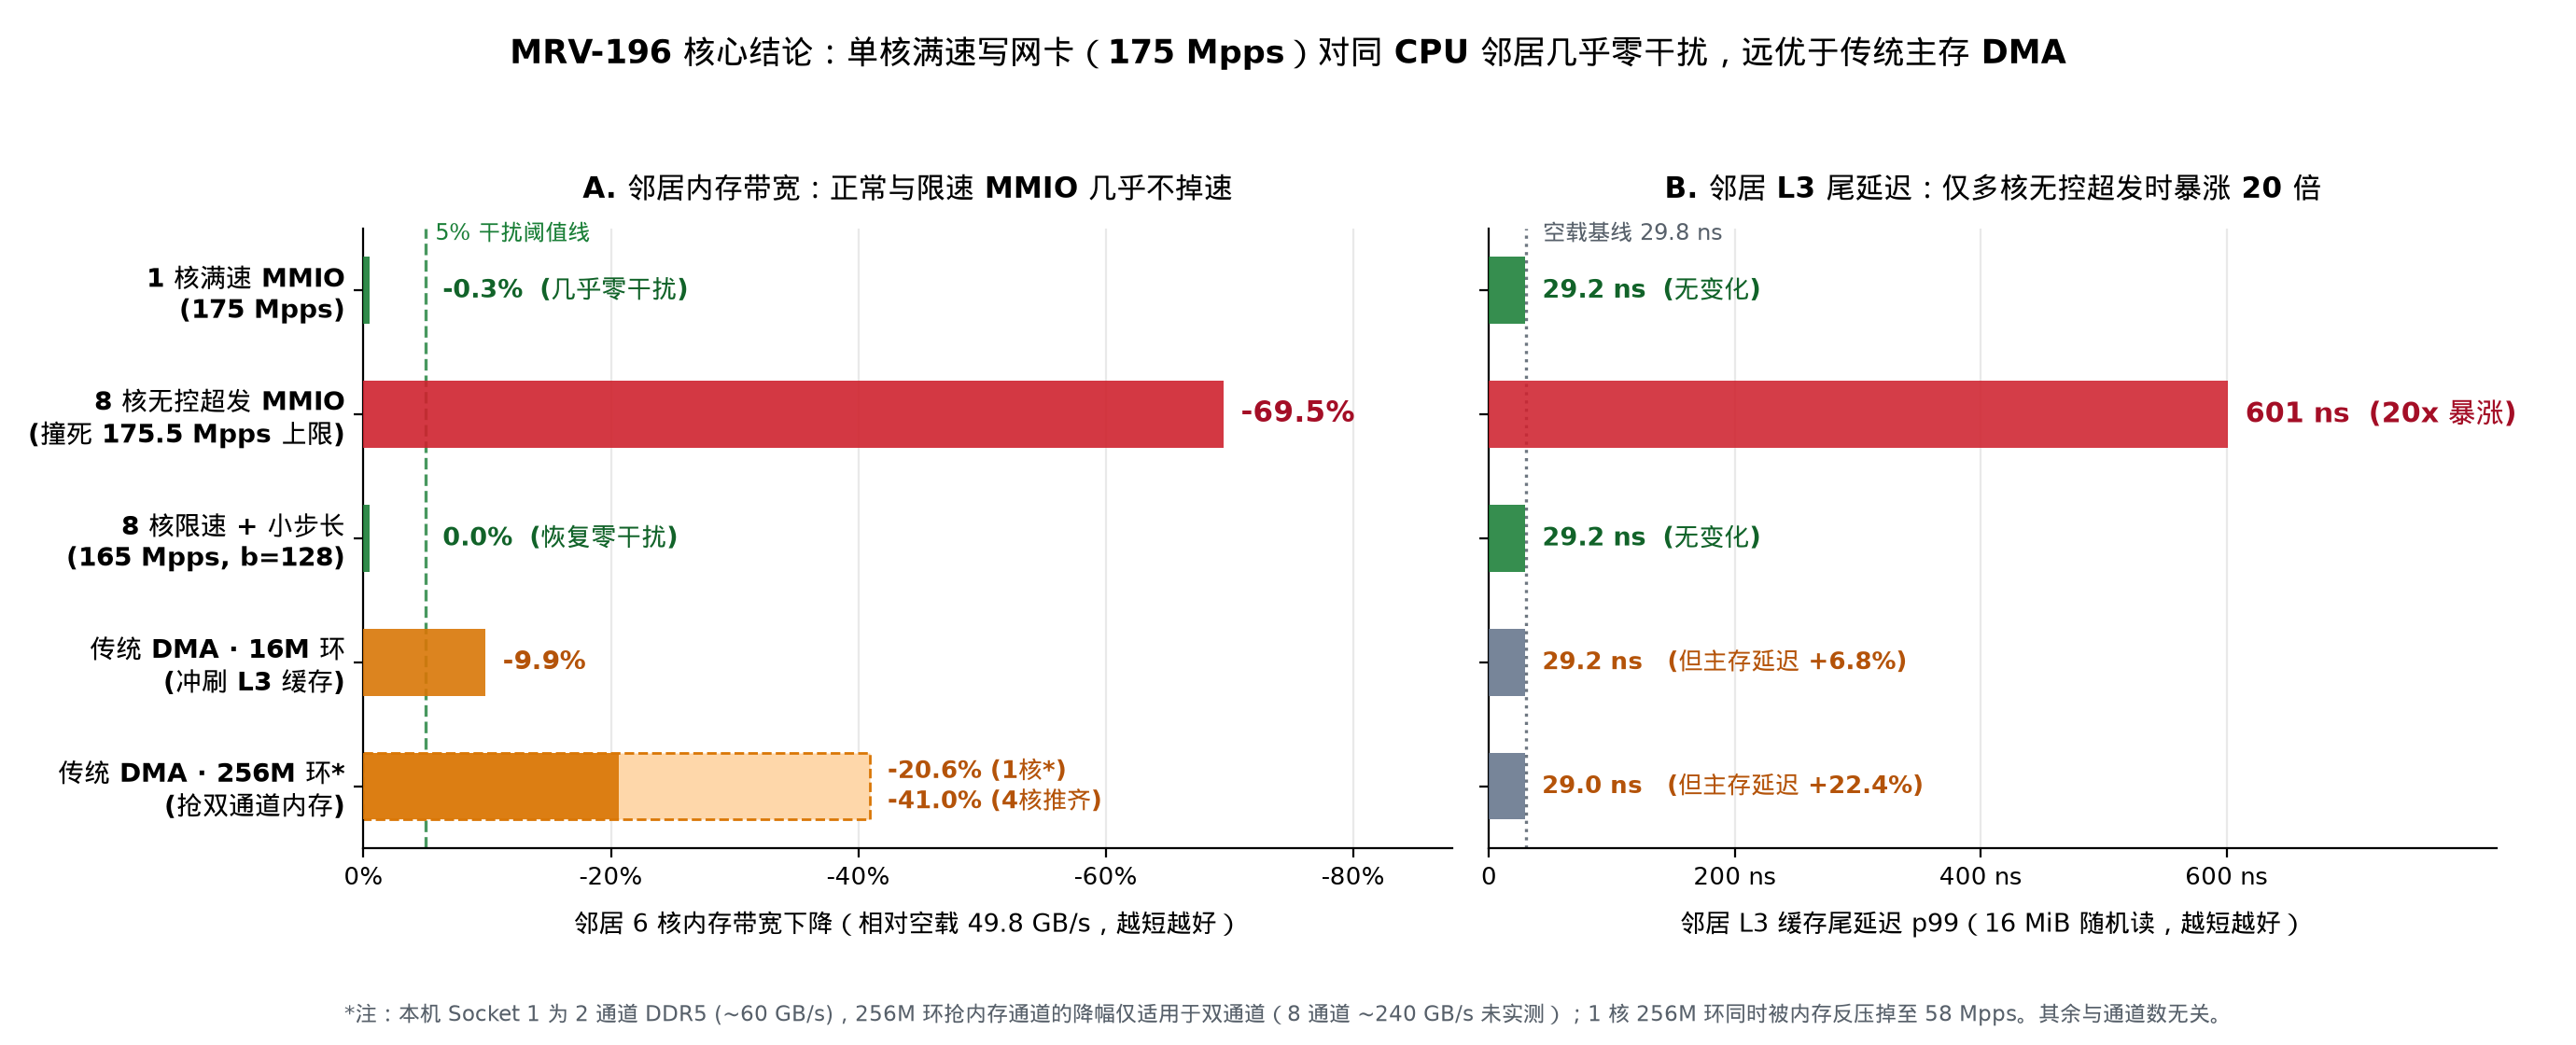 MRV-196 核心结论：单核满速写网卡（175 Mpps）对同 CPU 邻居几乎零干扰，远优于传统主存 DMA
A. 邻居内存带宽：正常与限速 MMIO 几乎不掉速
5% 干扰阈值线
1 核满速 MMIO
(175 Mpps)
-0.3% (几乎零干扰)
8 核无控超发 MMIO
(撞死 175.5 Mpps 上限)
-69.5%
8 核限速 + 小步长
(165 Mpps, b=128)
0.0% (恢复零干扰)
传统 DMA · 16M 环
(冲刷 L3 缓存)
-9.9%
传统 DMA · 256M 环*
(抢双通道内存)
-20.6% (1核*)
-41.0% (4核推齐)
0% -20% -40% -60% -80%
邻居 6 核内存带宽下降（相对空载 49.8 GB/s，越短越好）
B. 邻居 L3 尾延迟：仅多核无控超发时暴涨 20 倍
空载基线 29.8 ns
29.2 ns (无变化)
601 ns (20x 暴涨)
29.2 ns (无变化)
29.2 ns (但主存延迟 +6.8%)
29.0 ns (但主存延迟 +22.4%)
0 200 ns 400 ns 600 ns
邻居 L3 缓存尾延迟 p99（16 MiB 随机读，越短越好）
*注：本机 Socket 1 为 2 通道 DDR5 (~60 GB/s)，256M 环抢内存通道的降幅仅适用于双通道（8 通道 ~240 GB/s 未实测）；1 核 256M 环同时被内存反压掉至 58 Mpps。其余与通道数无关。